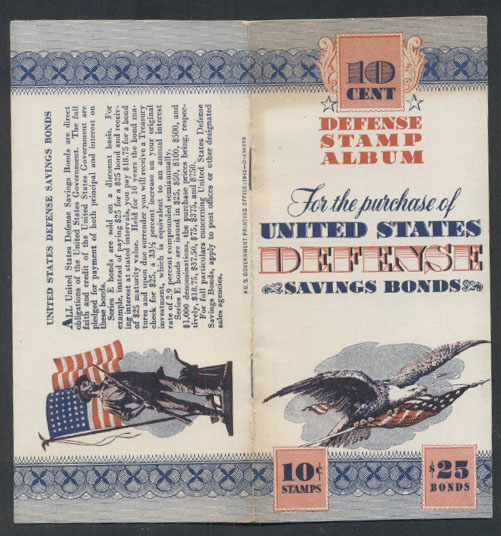 10
CENT
DEFENSE
STAMP
ALBUM
For the purchase of
UNITED STATES
DEFENSE
SAVINGS BONDS
10¢
STAMPS
$25
BONDS
UNITED STATES DEFENSE SAVINGS BONDS
ALL United States Defense Savings Bonds are direct
obligations of the United States Government. The full
faith and credit of the United States Government are
pledged for payment of both principal and interest on
these bonds.
Series E bonds are sold on a discount basis. For
example, instead of paying $25 for a $25 bond and receiv-
ing interest at stated intervals, you pay $18.75 for a bond
of $25 maturity value. Hold for 10 years the bond ma-
tures and upon due surrender you will receive a Treasury
check for $25, a 33⅓ percent increase on your original
investment, which is equivalent to an annual interest
rate of 2.9 percent compounded semiannually.
Series E bonds are issued in $25, $50, $100, $500, and
$1,000 denominations, the purchase prices being, respec-
tively, $18.75, $37.50, $75, $375, and $750.
For full particulars concerning United States Defense
Savings Bonds, apply to post offices or other designated
sales agencies.
U. S. GOVERNMENT PRINTING OFFICE : 1942—O